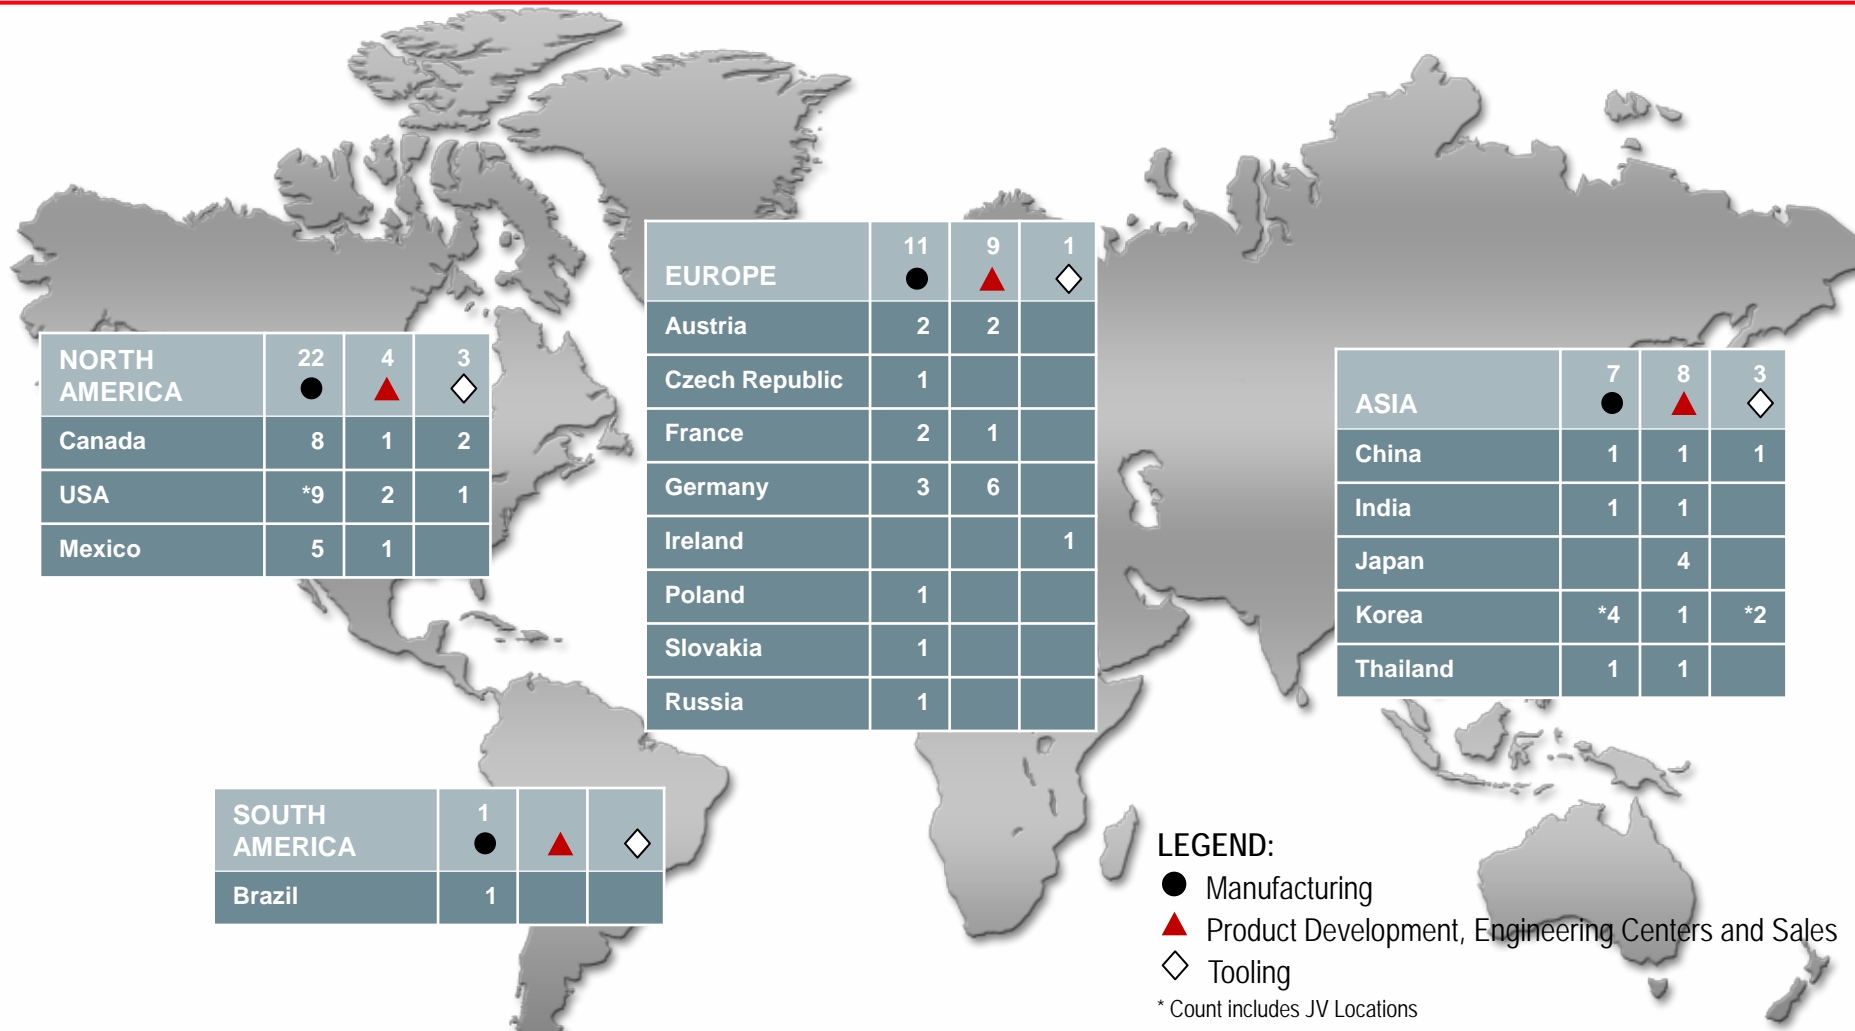 NORTH
AMERICA
22 4 3
Canada 8 1 2
USA *9 2 1
Mexico 5 1
EUROPE
11 9 1
Austria 2 2
Czech Republic 1
France 2 1
Germany 3 6
Ireland 1
Poland 1
Slovakia 1
Russia 1
ASIA
7 8 3
China 1 1 1
India 1 1
Japan 4
Korea *4 1 *2
Thailand 1 1
SOUTH
AMERICA
1
Brazil 1
LEGEND:
Manufacturing
Product Development, Engineering Centers and Sales
Tooling
* Count includes JV Locations